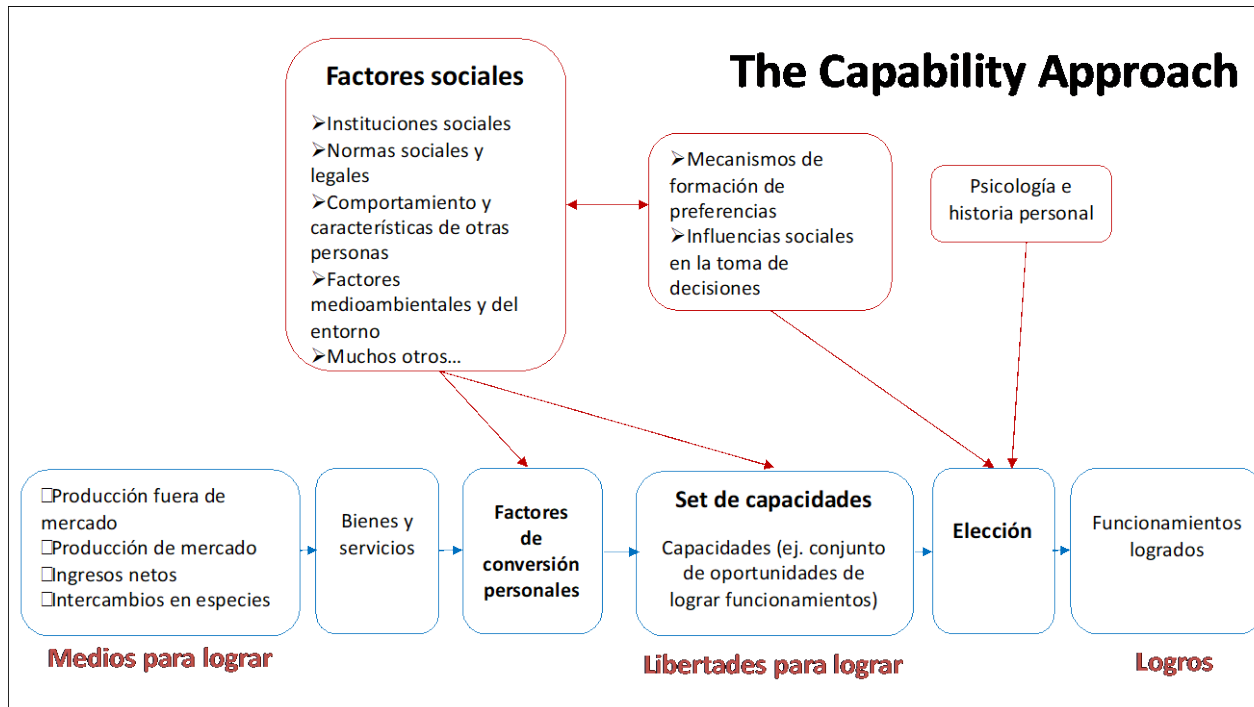 The Capability Approach
Factores sociales
➢Instituciones sociales
➢Normas sociales y
legales
➢Comportamiento y
características de otras
personas
➢Factores
medioambientales y del
entorno
➢Muchos otros…
➢Mecanismos de
formación de
preferencias
➢Influencias sociales
en la toma de
decisiones
Psicología e
historia personal
□Producción fuera de
mercado
□Producción de mercado
□Ingresos netos
□Intercambios en especies
Bienes y
servicios
Factores
de
conversión
personales
Set de capacidades
Capacidades (ej. conjunto
de oportunidades de
lograr funcionamientos)
Elección
Funcionamientos
logrados
Medios para lograr
Libertades para lograr
Logros